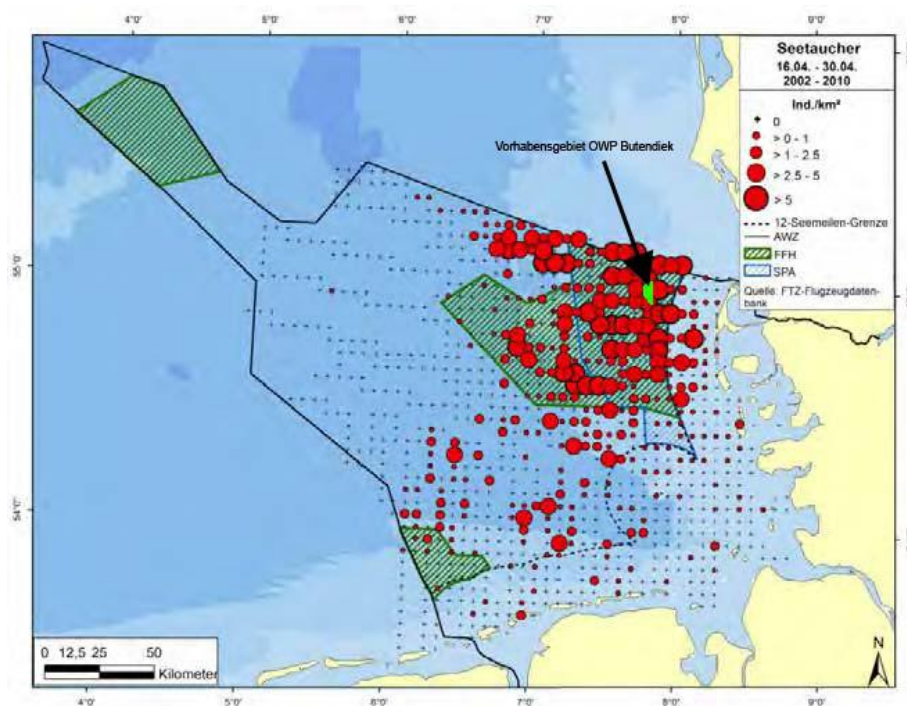 4°0' 5°0' 6°0' 7°0' 8°0' 9°0'
Seetaucher
16.04. - 30.04.
2002 - 2010
Ind./km²
0
> 0 - 1
> 1 - 2.5
> 2.5 - 5
> 5
12-Seemeilen-Grenze
AWZ
FFH
SPA
Quelle: FTZ-Flugzeugdaten-
bank
Vorhabensgebiet OWP Butendiek
55°0'
54°0'
0 12,5 25 50
Kilometer
N
4°0' 5°0' 6°0' 7°0' 8°0' 9°0'